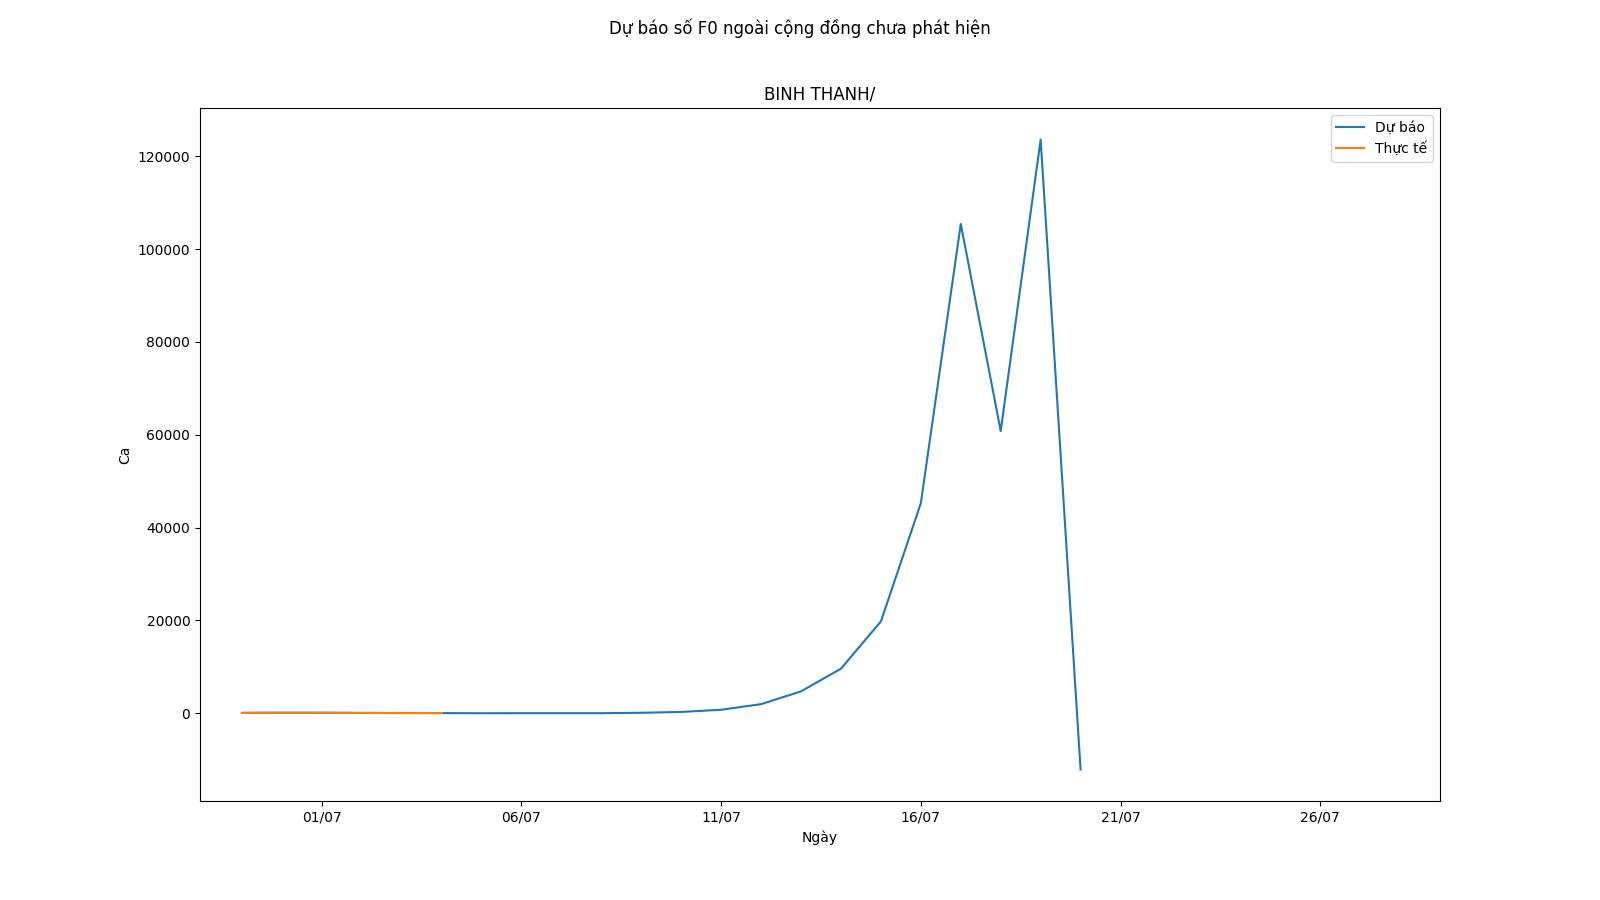 Dự báo số F0 ngoài cộng đồng chưa phát hiện
BINH THANH/
Dự báo
Thực tế
120000
100000
80000
60000
40000
20000
0
Ca
01/07
06/07
11/07
16/07
21/07
26/07
Ngày